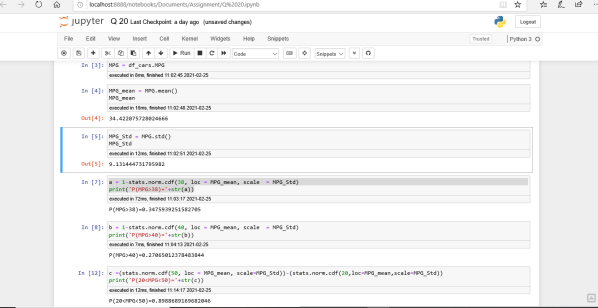 localhost:8888/notebooks/Documents/Assignment/Q%2020.ipynb
jupyter Q 20 Last Checkpoint: a day ago (unsaved changes)
Logout
File Edit View Insert Cell Kernel Widgets Help Snippets
Trusted
Python 3
Run
Code
Snippets
In [3]: MPG = df_cars.MPG
executed in 8ms, finished 11:02:45 2021-02-25
In [4]: MPG_mean = MPG.mean()
MPG_mean
executed in 16ms, finished 11:02:48 2021-02-25
Out[4]: 34.422075728024666
In [5]: MPG_Std = MPG.std()
MPG_Std
executed in 12ms, finished 11:02:51 2021-02-25
Out[5]: 9.131444731795982
In [7]: a = 1-stats.norm.cdf(38, loc = MPG_mean, scale = MPG_Std)
print('P(MPG>38)='+str(a))
executed in 72ms, finished 11:03:17 2021-02-25
P(MPG>38)=0.3475939251582705
In [8]: b = 1-stats.norm.cdf(40, loc = MPG_mean, scale = MPG_Std)
print('P(MPG>40)='+str(b))
executed in 7ms, finished 11:04:13 2021-02-25
P(MPG>40)=0.27065012378483844
In [12]: c =(stats.norm.cdf(50, loc = MPG_mean, scale=MPG_Std))-(stats.norm.cdf(20,loc=MPG_mean,scale=MPG_Std))
print('P(20<MPG<50)='+str(c))
executed in 12ms, finished 11:14:17 2021-02-25
P(20<MPG<50)=0.8988689169682046